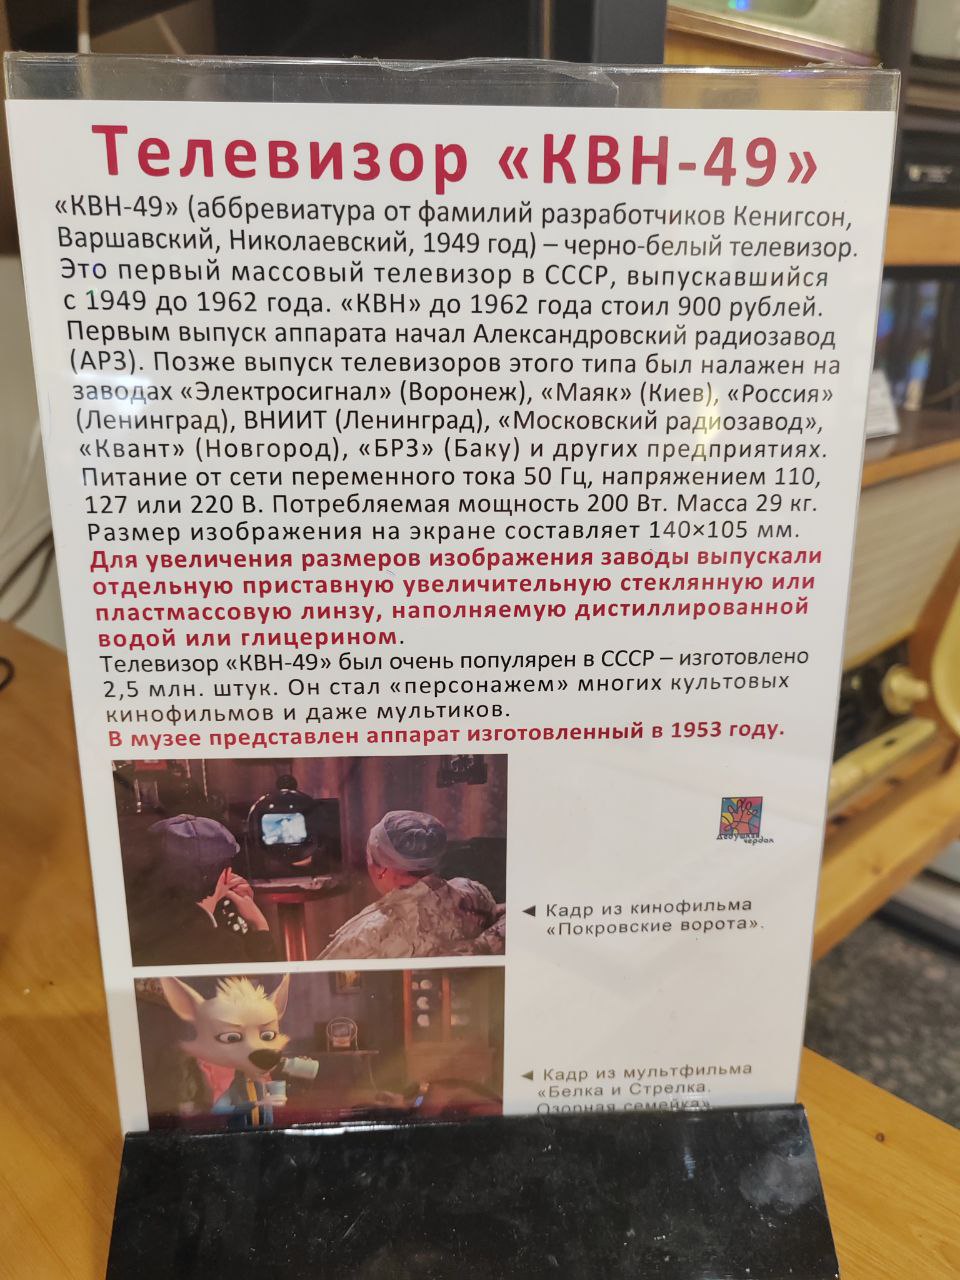 Телевизор «КВН-49»
«КВН-49» (аббревиатура от фамилий разработчиков Кенигсон,
Варшавский, Николаевский, 1949 год) – черно-белый телевизор.
Это первый массовый телевизор в СССР, выпускавшийся
с 1949 до 1962 года. «КВН» до 1962 года стоил 900 рублей.
Первым выпуск аппарата начал Александровский радиозавод
(АРЗ). Позже выпуск телевизоров этого типа был налажен на
заводах «Электросигнал» (Воронеж), «Маяк» (Киев), «Россия»
(Ленинград), ВНИИТ (Ленинград), «Московский радиозавод»,
«Квант» (Новгород), «БРЗ» (Баку) и других предприятиях.
Питание от сети переменного тока 50 Гц, напряжением 110,
127 или 220 В. Потребляемая мощность 200 Вт. Масса 29 кг.
Размер изображения на экране составляет 140×105 мм.
Для увеличения размеров изображения заводы выпускали
отдельную приставную увеличительную стеклянную или
пластмассовую линзу, наполняемую дистиллированной
водой или глицерином.
Телевизор «КВН-49» был очень популярен в СССР – изготовлено
2,5 млн. штук. Он стал «персонажем» многих культовых
кинофильмов и даже мультиков.
В музее представлен аппарат изготовленный в 1953 году.
Дедушкин
чердак
◄ Кадр из кинофильма
«Покровские ворота».
◄ Кадр из мультфильма
«Белка и Стрелка.
Озорная семейка»